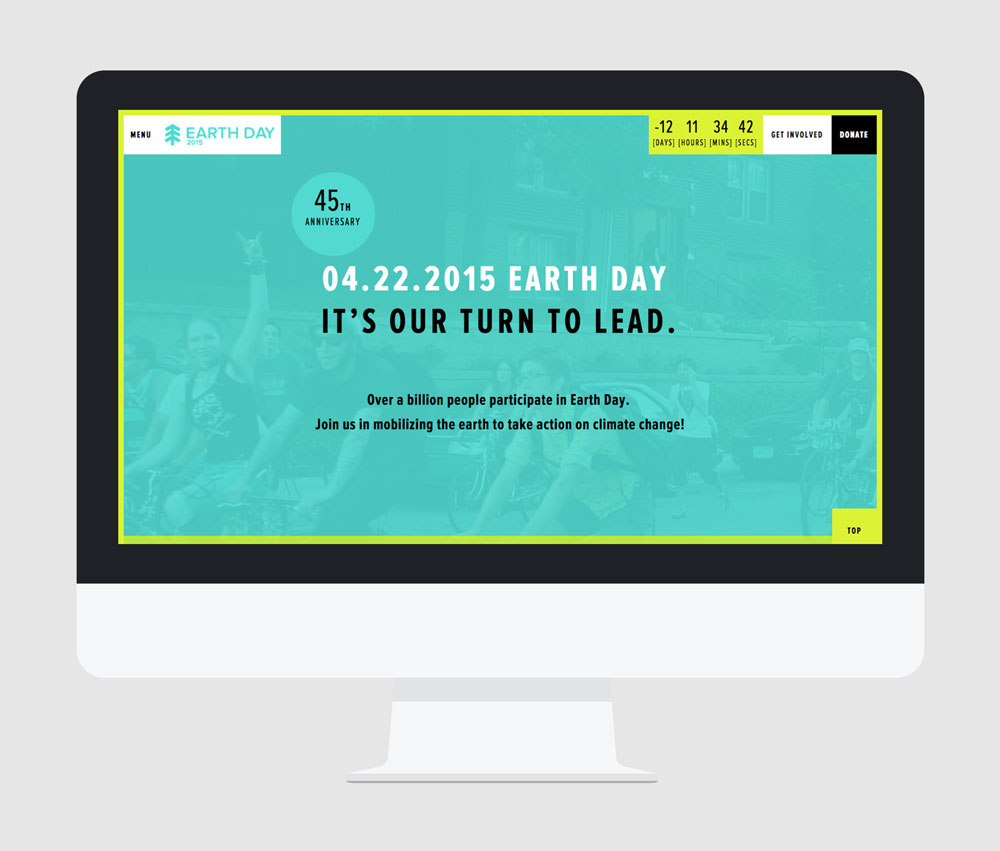 MENU
EARTH DAY
2015
-12 11 34 42
[DAYS] [HOURS] [MINS] [SECS]
GET INVOLVED
DONATE
45TH
ANNIVERSARY
04.22.2015 EARTH DAY
IT'S OUR TURN TO LEAD.
Over a billion people participate in Earth Day.
Join us in mobilizing the earth to take action on climate change!
TOP